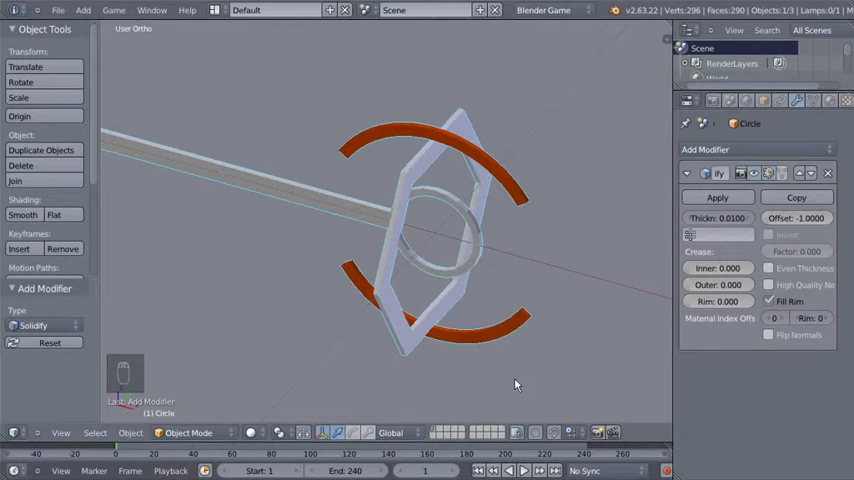 File Add Game Window Help Default Scene Blender Game v2.63.22 | Verts:296 | Faces:290 | Objects:1/3 | Lamps:0/1 |
Object Tools
Transform:
Translate
Rotate
Scale
Origin
Object:
Duplicate Objects
Delete
Join
Shading:
Smooth Flat
Keyframes:
Insert Remove
Motion Paths:
Add Modifier
Type
Solidify
Reset
User Ortho
Last: Add Modifier
(1) Circle
View Select Object Object Mode Global
-40 -20 0 20 40 60 80 100 120 140 160 180 200 220 240 260
View Marker Frame Playback Start: 1 End: 240 1 No Sync
View Search All Scenes
Scene
RenderLayers
World
Circle
Add Modifier
ify
Apply Copy
Thickn: 0.0100 Offset: -1.0000
Invert
Crease: Factor: 0.000
Inner: 0.000 Even Thickness
Outer: 0.000 High Quality No
Rim: 0.000 Fill Rim
Material Index Offs 0 Rim: 0
Flip Normals